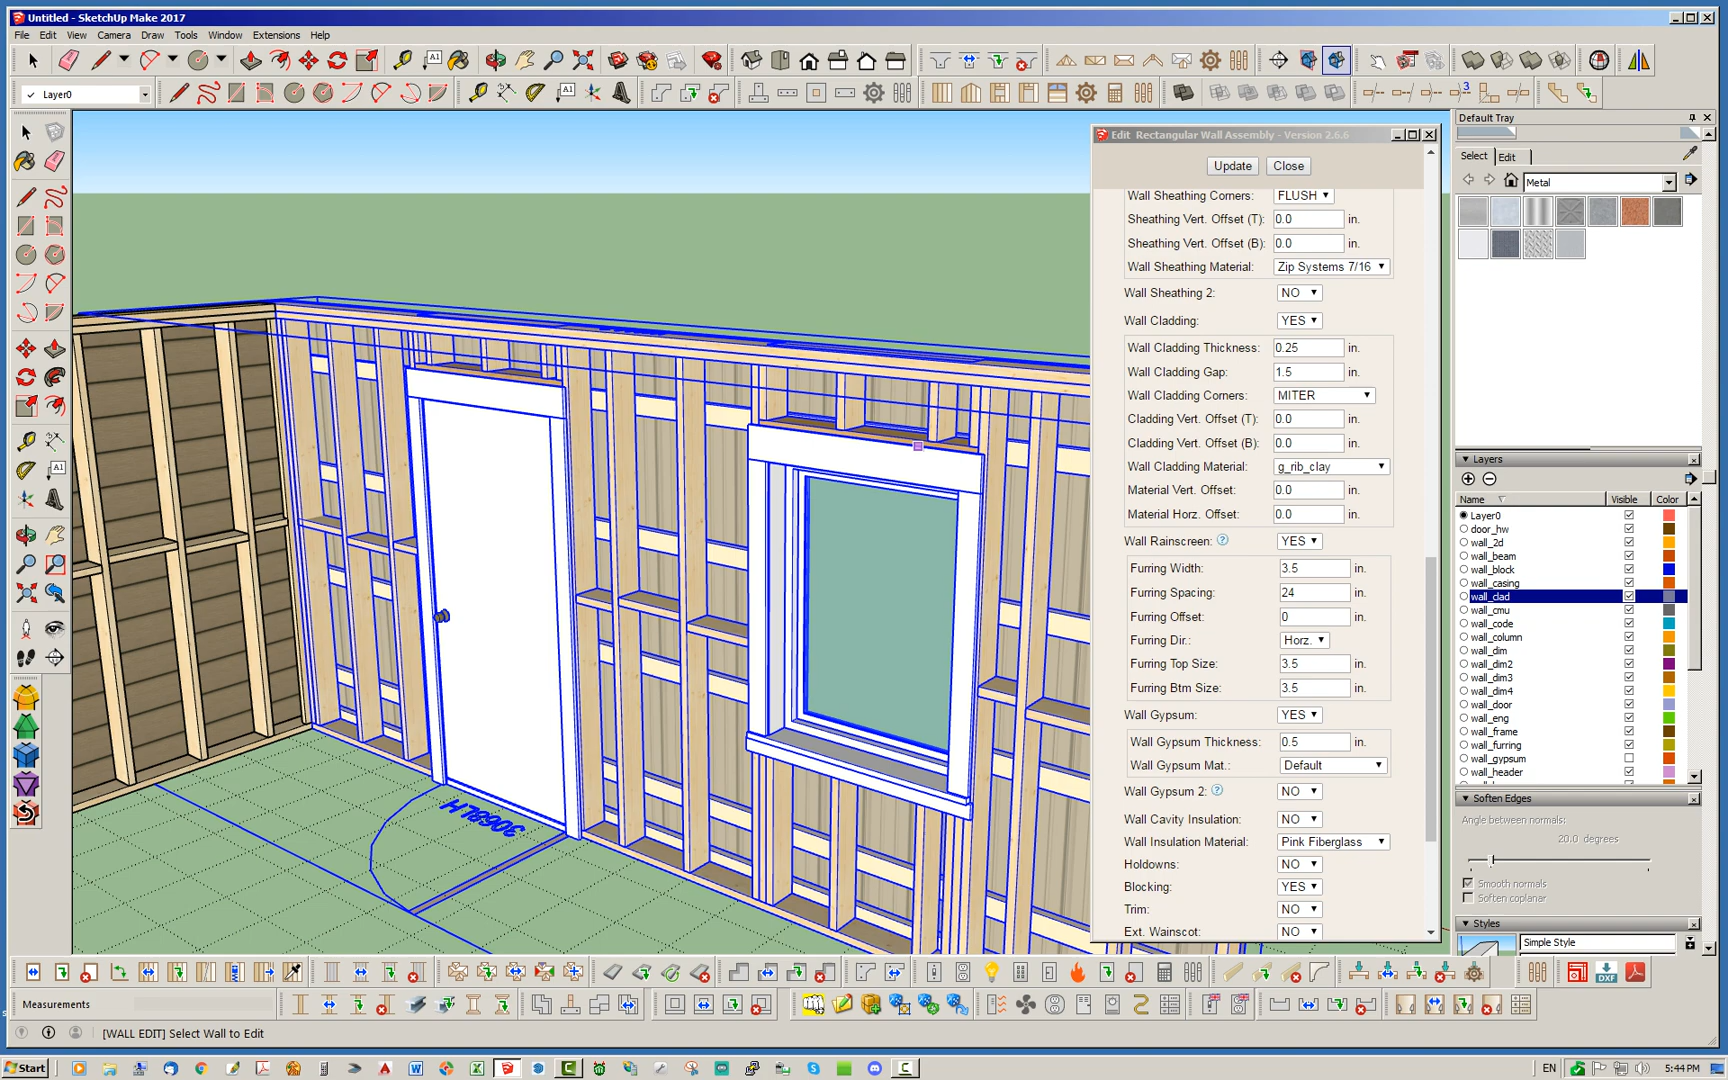 Untitled - SketchUp Make 2017
File Edit View Camera Draw Tools Window Extensions Help
Layer0
Default Tray
Select Edit
Metal
Edit Rectangular Wall Assembly - Version 2.6.6
Update Close
Wall Sheathing Corners: FLUSH
Sheathing Vert. Offset (T): 0.0 in.
Sheathing Vert. Offset (B): 0.0 in.
Wall Sheathing Material: Zip Systems 7/16
Wall Sheathing 2: NO
Wall Cladding: YES
Wall Cladding Thickness: 0.25 in.
Wall Cladding Gap: 1.5 in.
Wall Cladding Corners: MITER
Cladding Vert. Offset (T): 0.0 in.
Cladding Vert. Offset (B): 0.0 in.
Wall Cladding Material: g_rib_clay
Material Vert. Offset: 0.0 in.
Material Horz. Offset: 0.0 in.
Wall Rainscreen: ? YES
Furring Width: 3.5 in.
Furring Spacing: 24 in.
Furring Offset: 0 in.
Furring Dir.: Horz.
Furring Top Size: 3.5 in.
Furring Btm Size: 3.5 in.
Wall Gypsum: YES
Wall Gypsum Thickness: 0.5 in.
Wall Gypsum Mat.: Default
Wall Gypsum 2: ? NO
Wall Cavity Insulation: NO
Wall Insulation Material: Pink Fiberglass
Holdowns: NO
Blocking: YES
Trim: NO
Ext. Wainscot: NO
3068LH
Layers
Name Visible Color
Layer0
door_hw
wall_2d
wall_beam
wall_block
wall_casing
wall_clad
wall_cmu
wall_code
wall_column
wall_dim
wall_dim2
wall_dim3
wall_dim4
wall_door
wall_eng
wall_frame
wall_furring
wall_gypsum
wall_header
Soften Edges
Angle between normals:
20.0 degrees
Smooth normals
Soften coplanar
Styles
Simple Style
Measurements
[WALL EDIT] Select Wall to Edit
Start
EN
5:44 PM